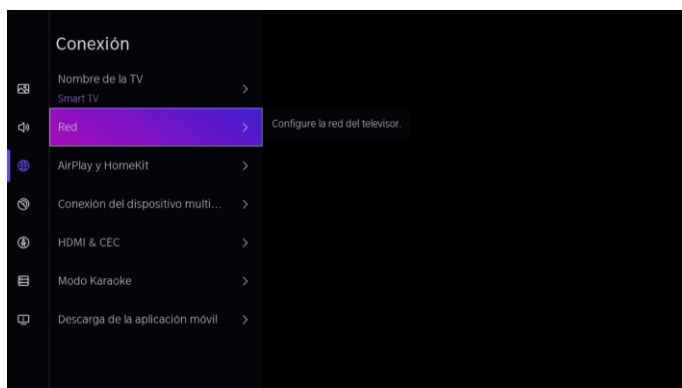 Conexión
Nombre de la TV
Smart TV
Red
Configure la red del televisor.
AirPlay y HomeKit
Conexión del dispositivo multi...
HDMI & CEC
Modo Karaoke
Descarga de la aplicación móvil